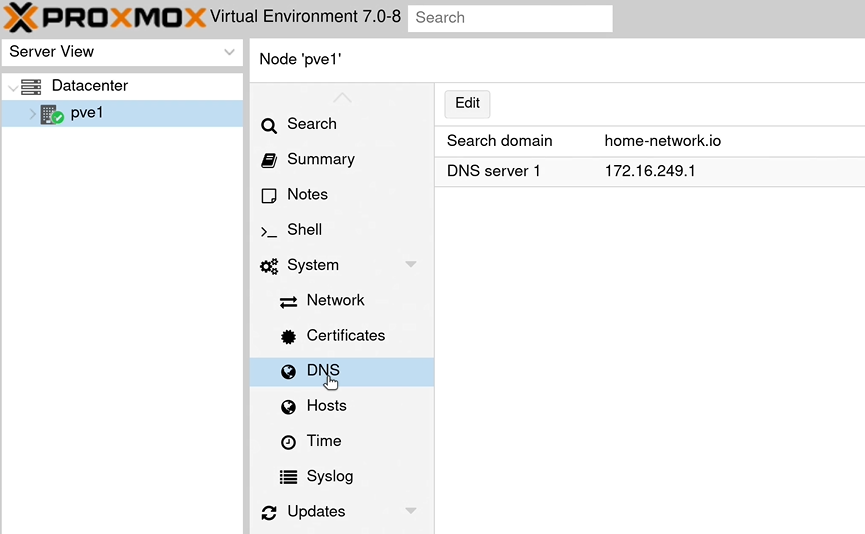 PROXMOX Virtual Environment 7.0-8 Search
Server View
Node 'pve1'
Datacenter
pve1
Search
Summary
Notes
Shell
System
Network
Certificates
DNS
Hosts
Time
Syslog
Updates
Edit
Search domain home-network.io
DNS server 1 172.16.249.1